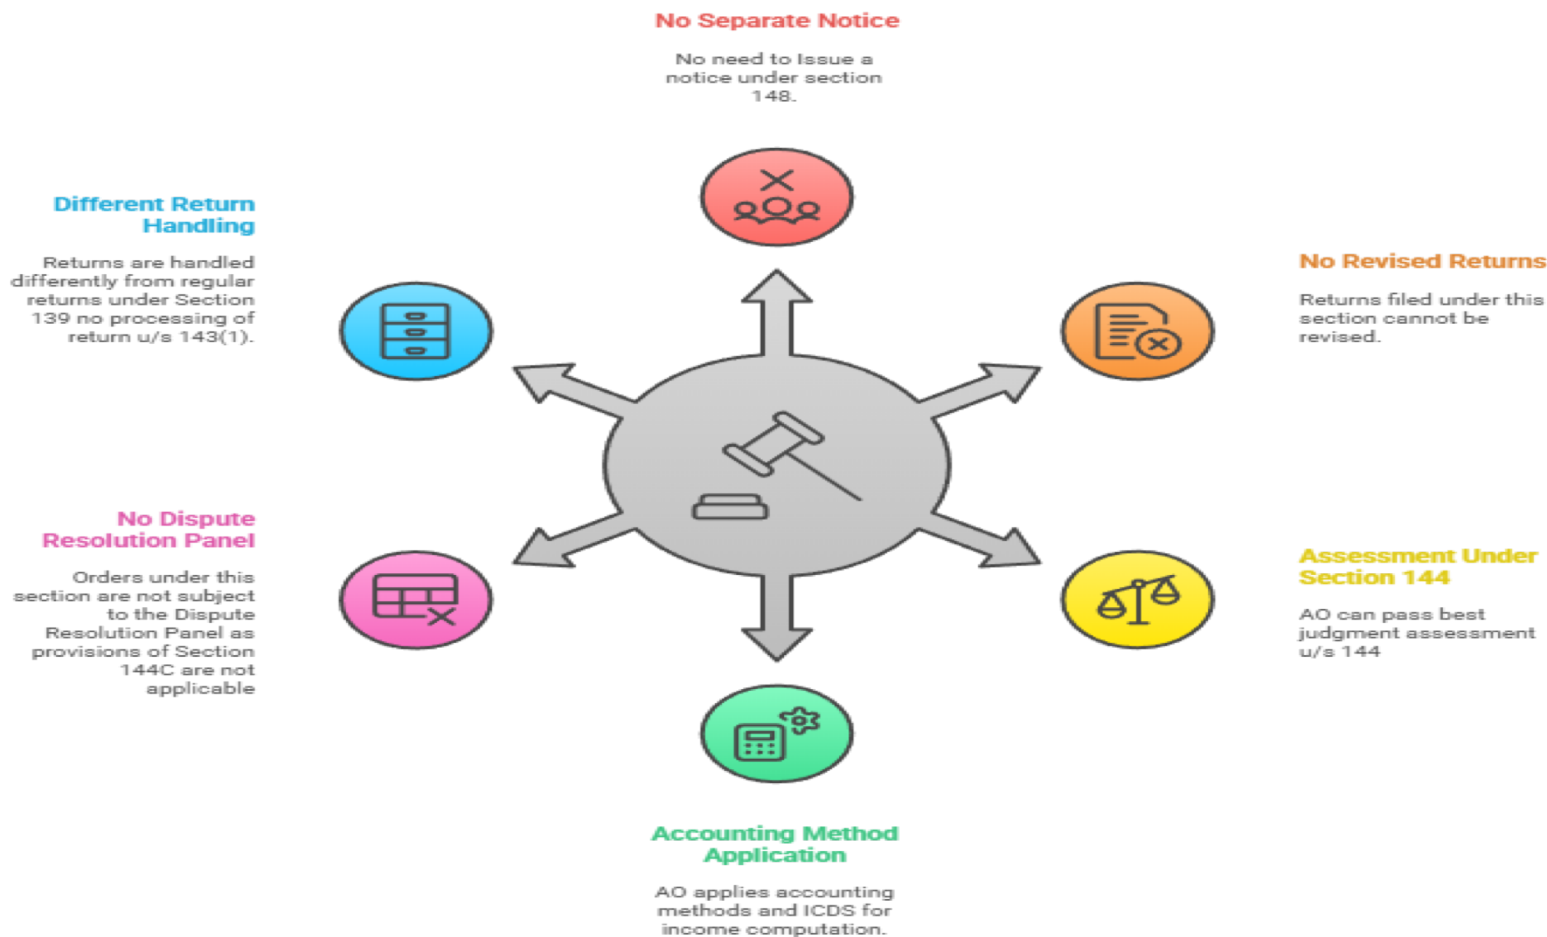 No Separate Notice
No need to Issue a
notice under section
148.
Different Return
Handling
Returns are handled
differently from regular
returns under Section
139 no processing of
return u/s 143(1).
No Revised Returns
Returns filed under this
section cannot be
revised.
No Dispute
Resolution Panel
Orders under this
section are not subject
to the Dispute
Resolution Panel as
provisions of Section
144C are not
applicable
Assessment Under
Section 144
AO can pass best
judgment assessment
u/s 144
Accounting Method
Application
AO applies accounting
methods and ICDS for
income computation.